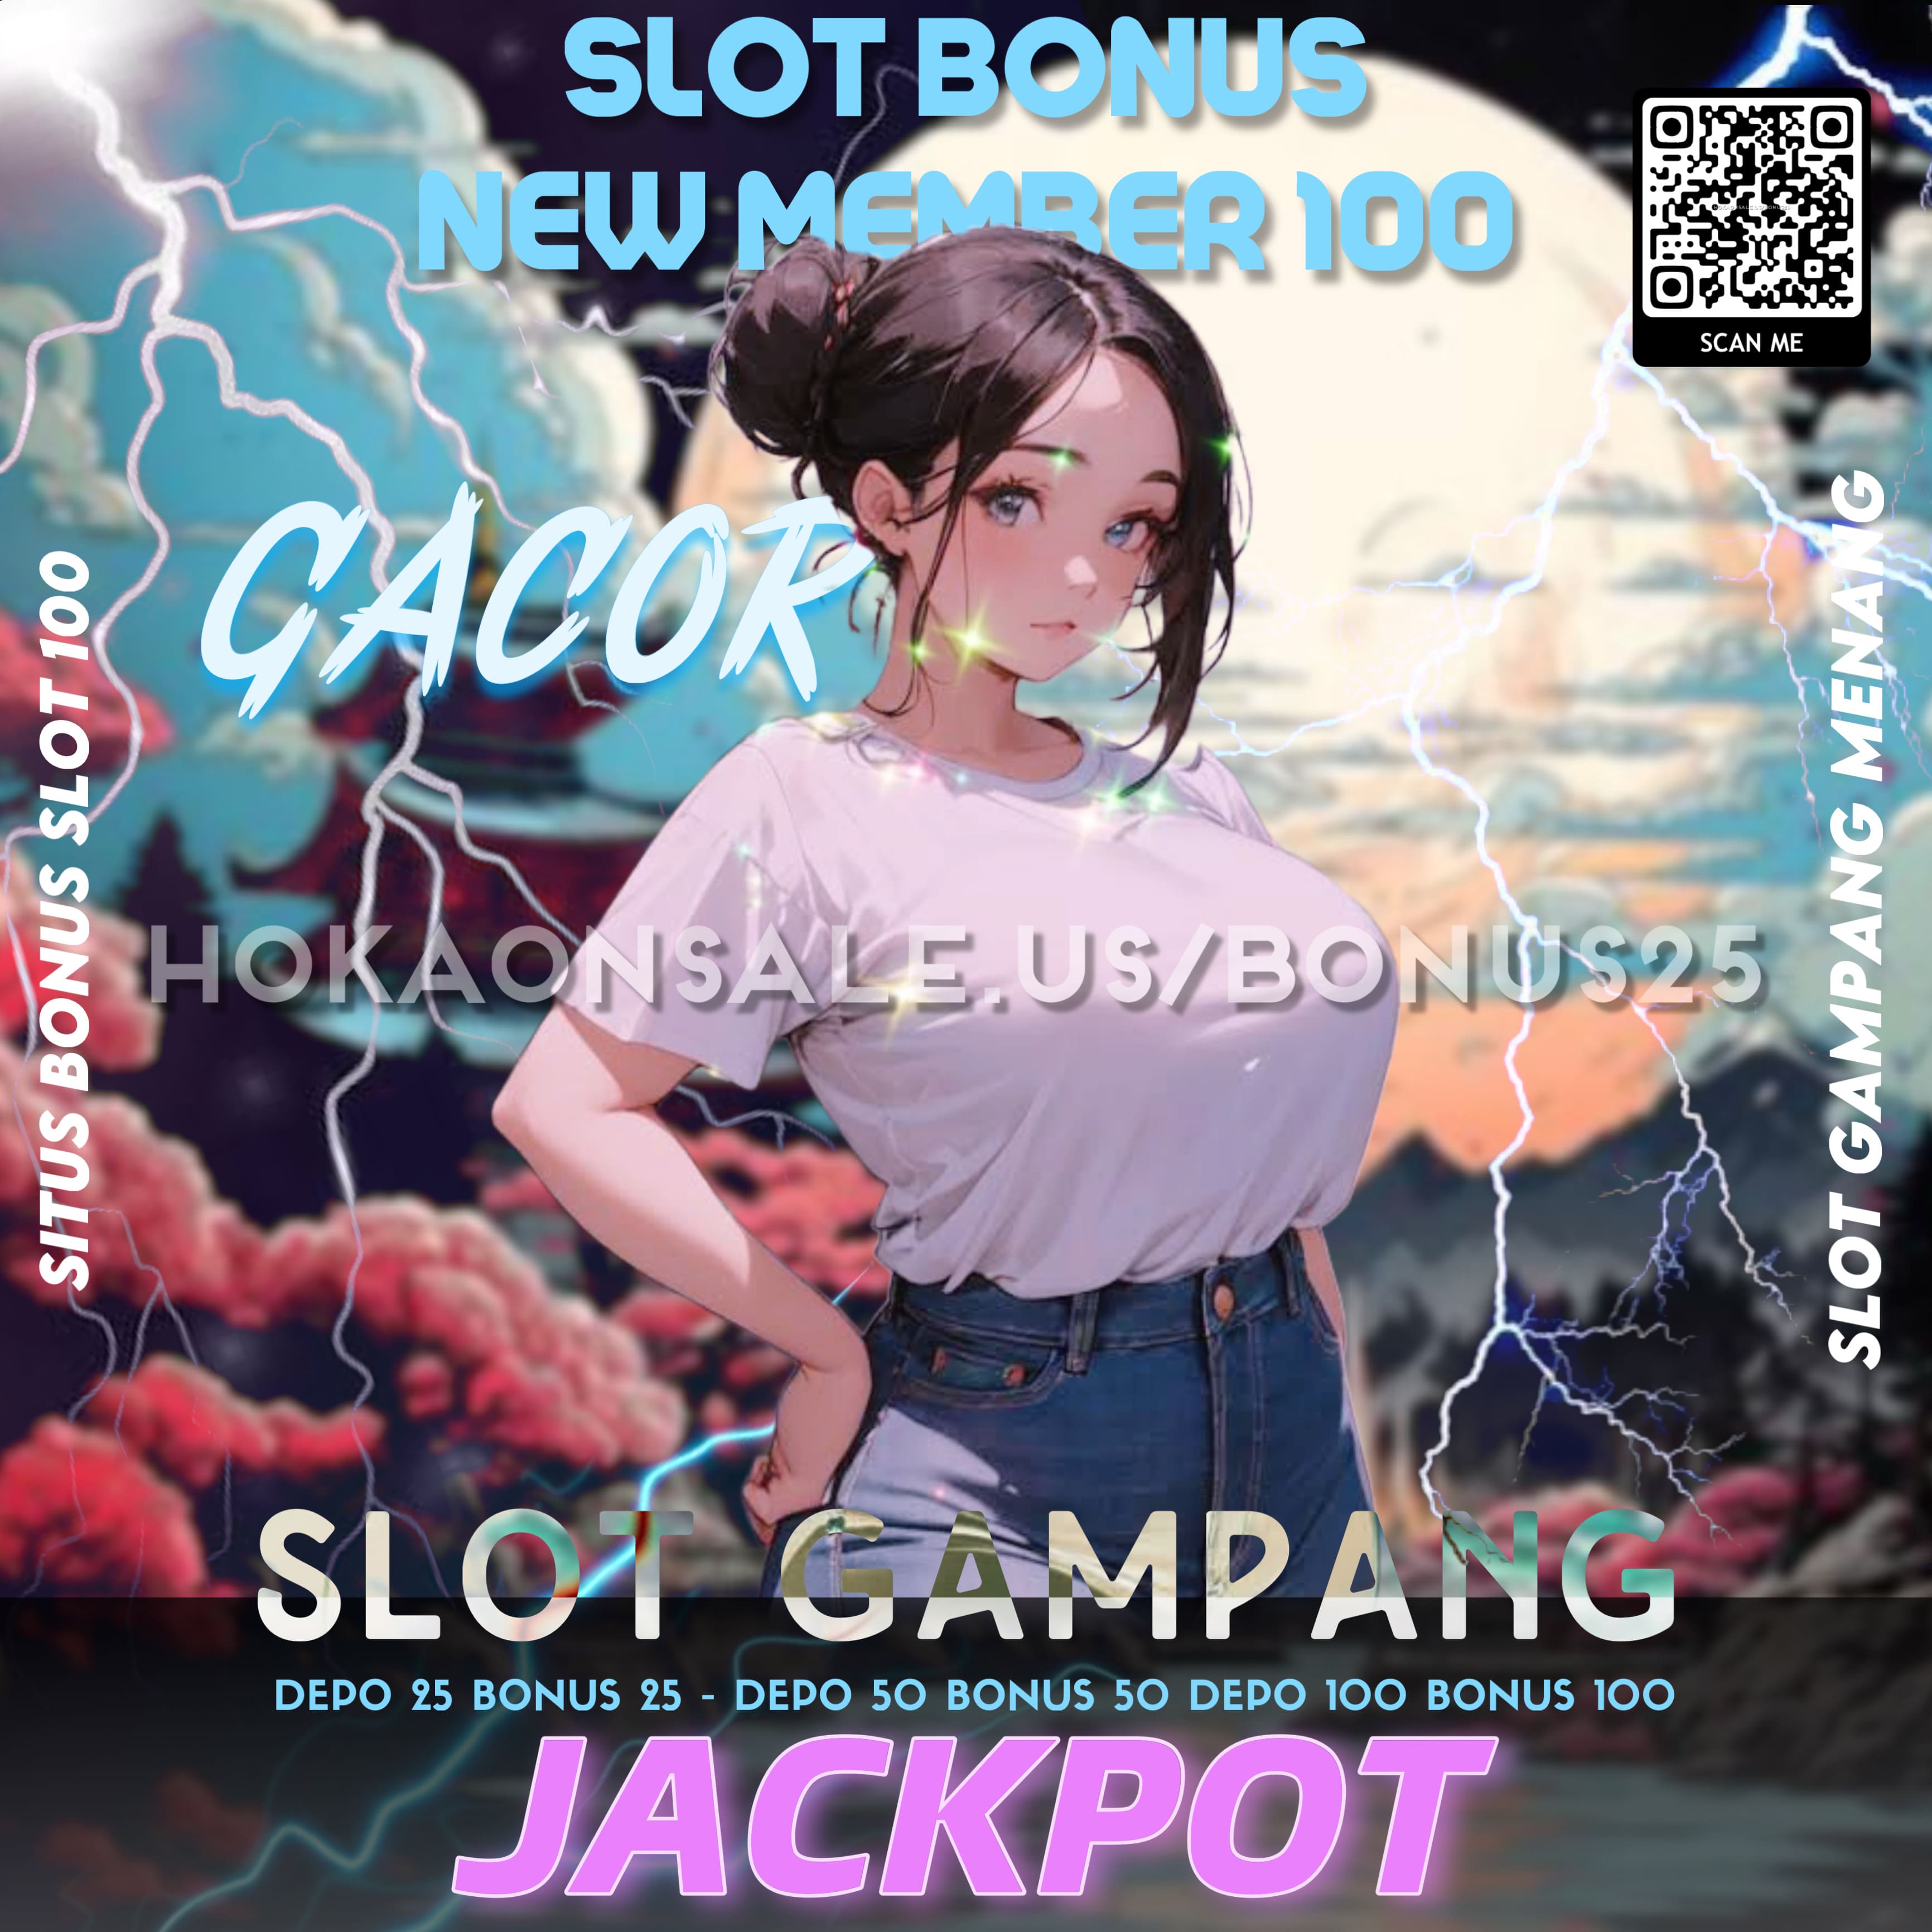 SLOT BONUS
NEW MEMBER 100
SCAN ME
GACOR
SITUS BONUS SLOT 100
SLOT GAMPANG MENANG
HOKAONSALE.US/BONUS25
SLOT GAMPANG
DEPO 25 BONUS 25 - DEPO 50 BONUS 50 DEPO 100 BONUS 100
JACKPOT